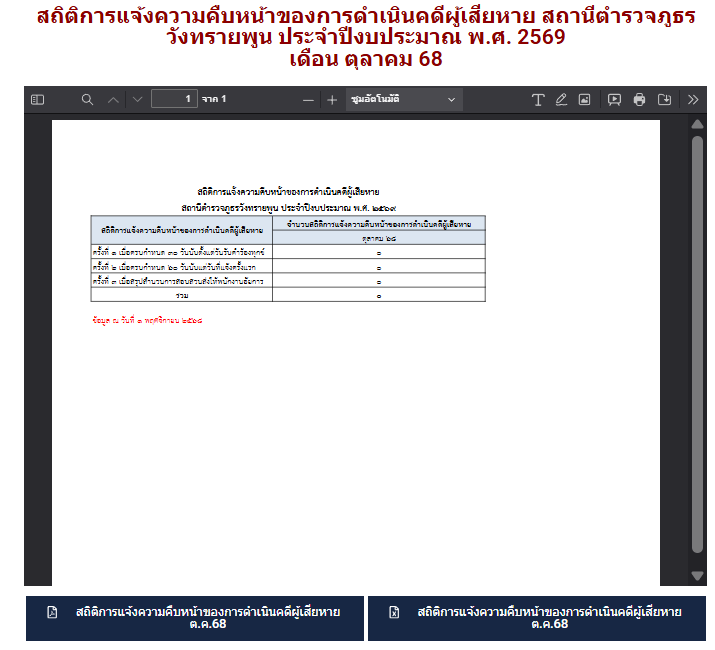 สถิติการแจ้งความคืบหน้าของการดำเนินคดีผู้เสียหาย สถานีตำรวจภูธร
วังทรายพูน ประจำปีงบประมาณ พ.ศ. 2569
เดือน ตุลาคม 68
1 จาก 1
ซูมอัตโนมัติ
สถิติการแจ้งความคืบหน้าของการดำเนินคดีผู้เสียหาย
สถานีตำรวจภูธรวังทรายพูน ประจำปีงบประมาณ พ.ศ. ๒๕๖๙
สถิติการแจ้งความคืบหน้าของการดำเนินคดีผู้เสียหาย
จำนวนสถิติการแจ้งความคืบหน้าของการดำเนินคดีผู้เสียหาย
ตุลาคม ๖๘
ครั้งที่ ๑ เมื่อครบกำหนด ๓๐ วันนับตั้งแต่วันรับคำร้องทุกข์ ๐
ครั้งที่ ๒ เมื่อครบกำหนด ๖๐ วันนับแต่วันที่แจ้งครั้งแรก ๐
ครั้งที่ ๓ เมื่อสรุปสำนวนการสอบสวนส่งให้พนักงานอัยการ ๐
รวม ๐
ข้อมูล ณ วันที่ ๑ พฤศจิกายน ๒๕๖๘
สถิติการแจ้งความคืบหน้าของการดำเนินคดีผู้เสียหาย
ต.ค.68
สถิติการแจ้งความคืบหน้าของการดำเนินคดีผู้เสียหาย
ต.ค.68